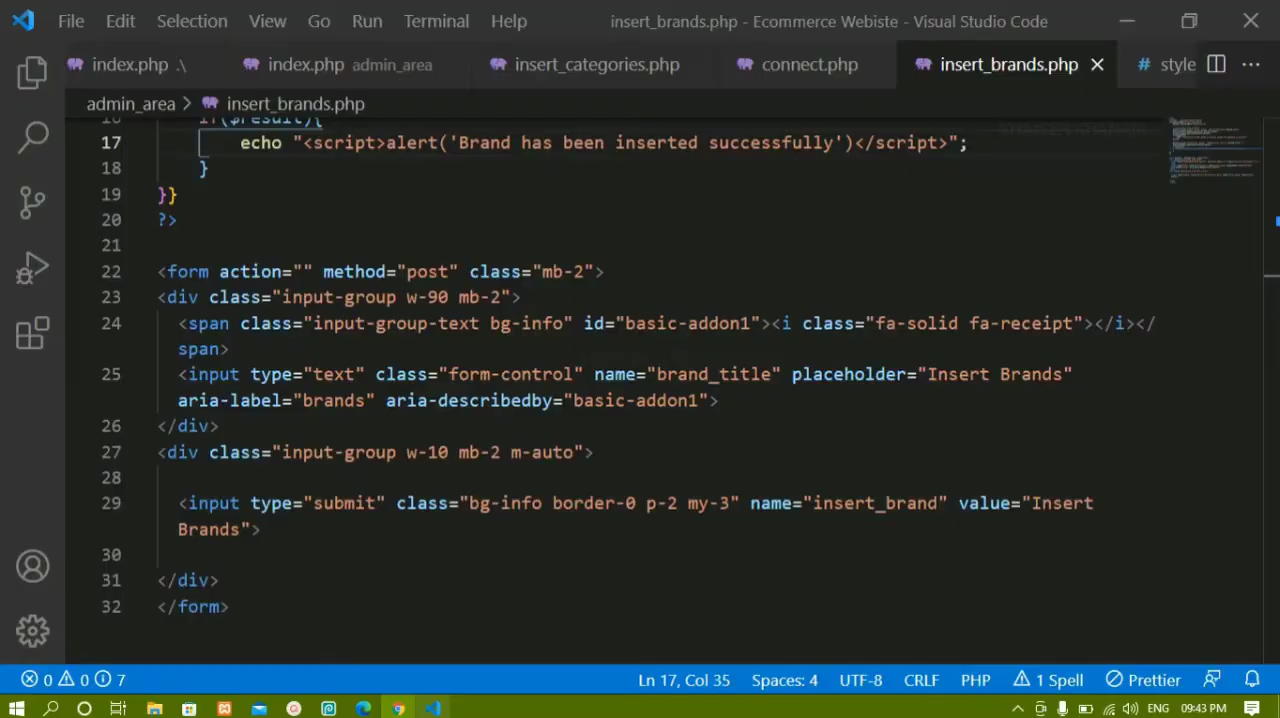 File Edit Selection View Go Run Terminal Help insert_brands.php - Ecommerce Webiste - Visual Studio Code
index.php .\ index.php admin_area insert_categories.php connect.php insert_brands.php # style
admin_area > insert_brands.php
16 if($result){
17 echo "<script>alert('Brand has been inserted successfully')</script>";
18 }
19 }}
20 ?>
21
22 <form action="" method="post" class="mb-2">
23 <div class="input-group w-90 mb-2">
24 <span class="input-group-text bg-info" id="basic-addon1"><i class="fa-solid fa-receipt"></i></
span>
25 <input type="text" class="form-control" name="brand_title" placeholder="Insert Brands"
aria-label="brands" aria-describedby="basic-addon1">
26 </div>
27 <div class="input-group w-10 mb-2 m-auto">
28
29 <input type="submit" class="bg-info border-0 p-2 my-3" name="insert_brand" value="Insert
Brands">
30
31 </div>
32 </form>
0 0 7 Ln 17, Col 35 Spaces: 4 UTF-8 CRLF PHP 1 Spell Prettier
ENG 09:43 PM